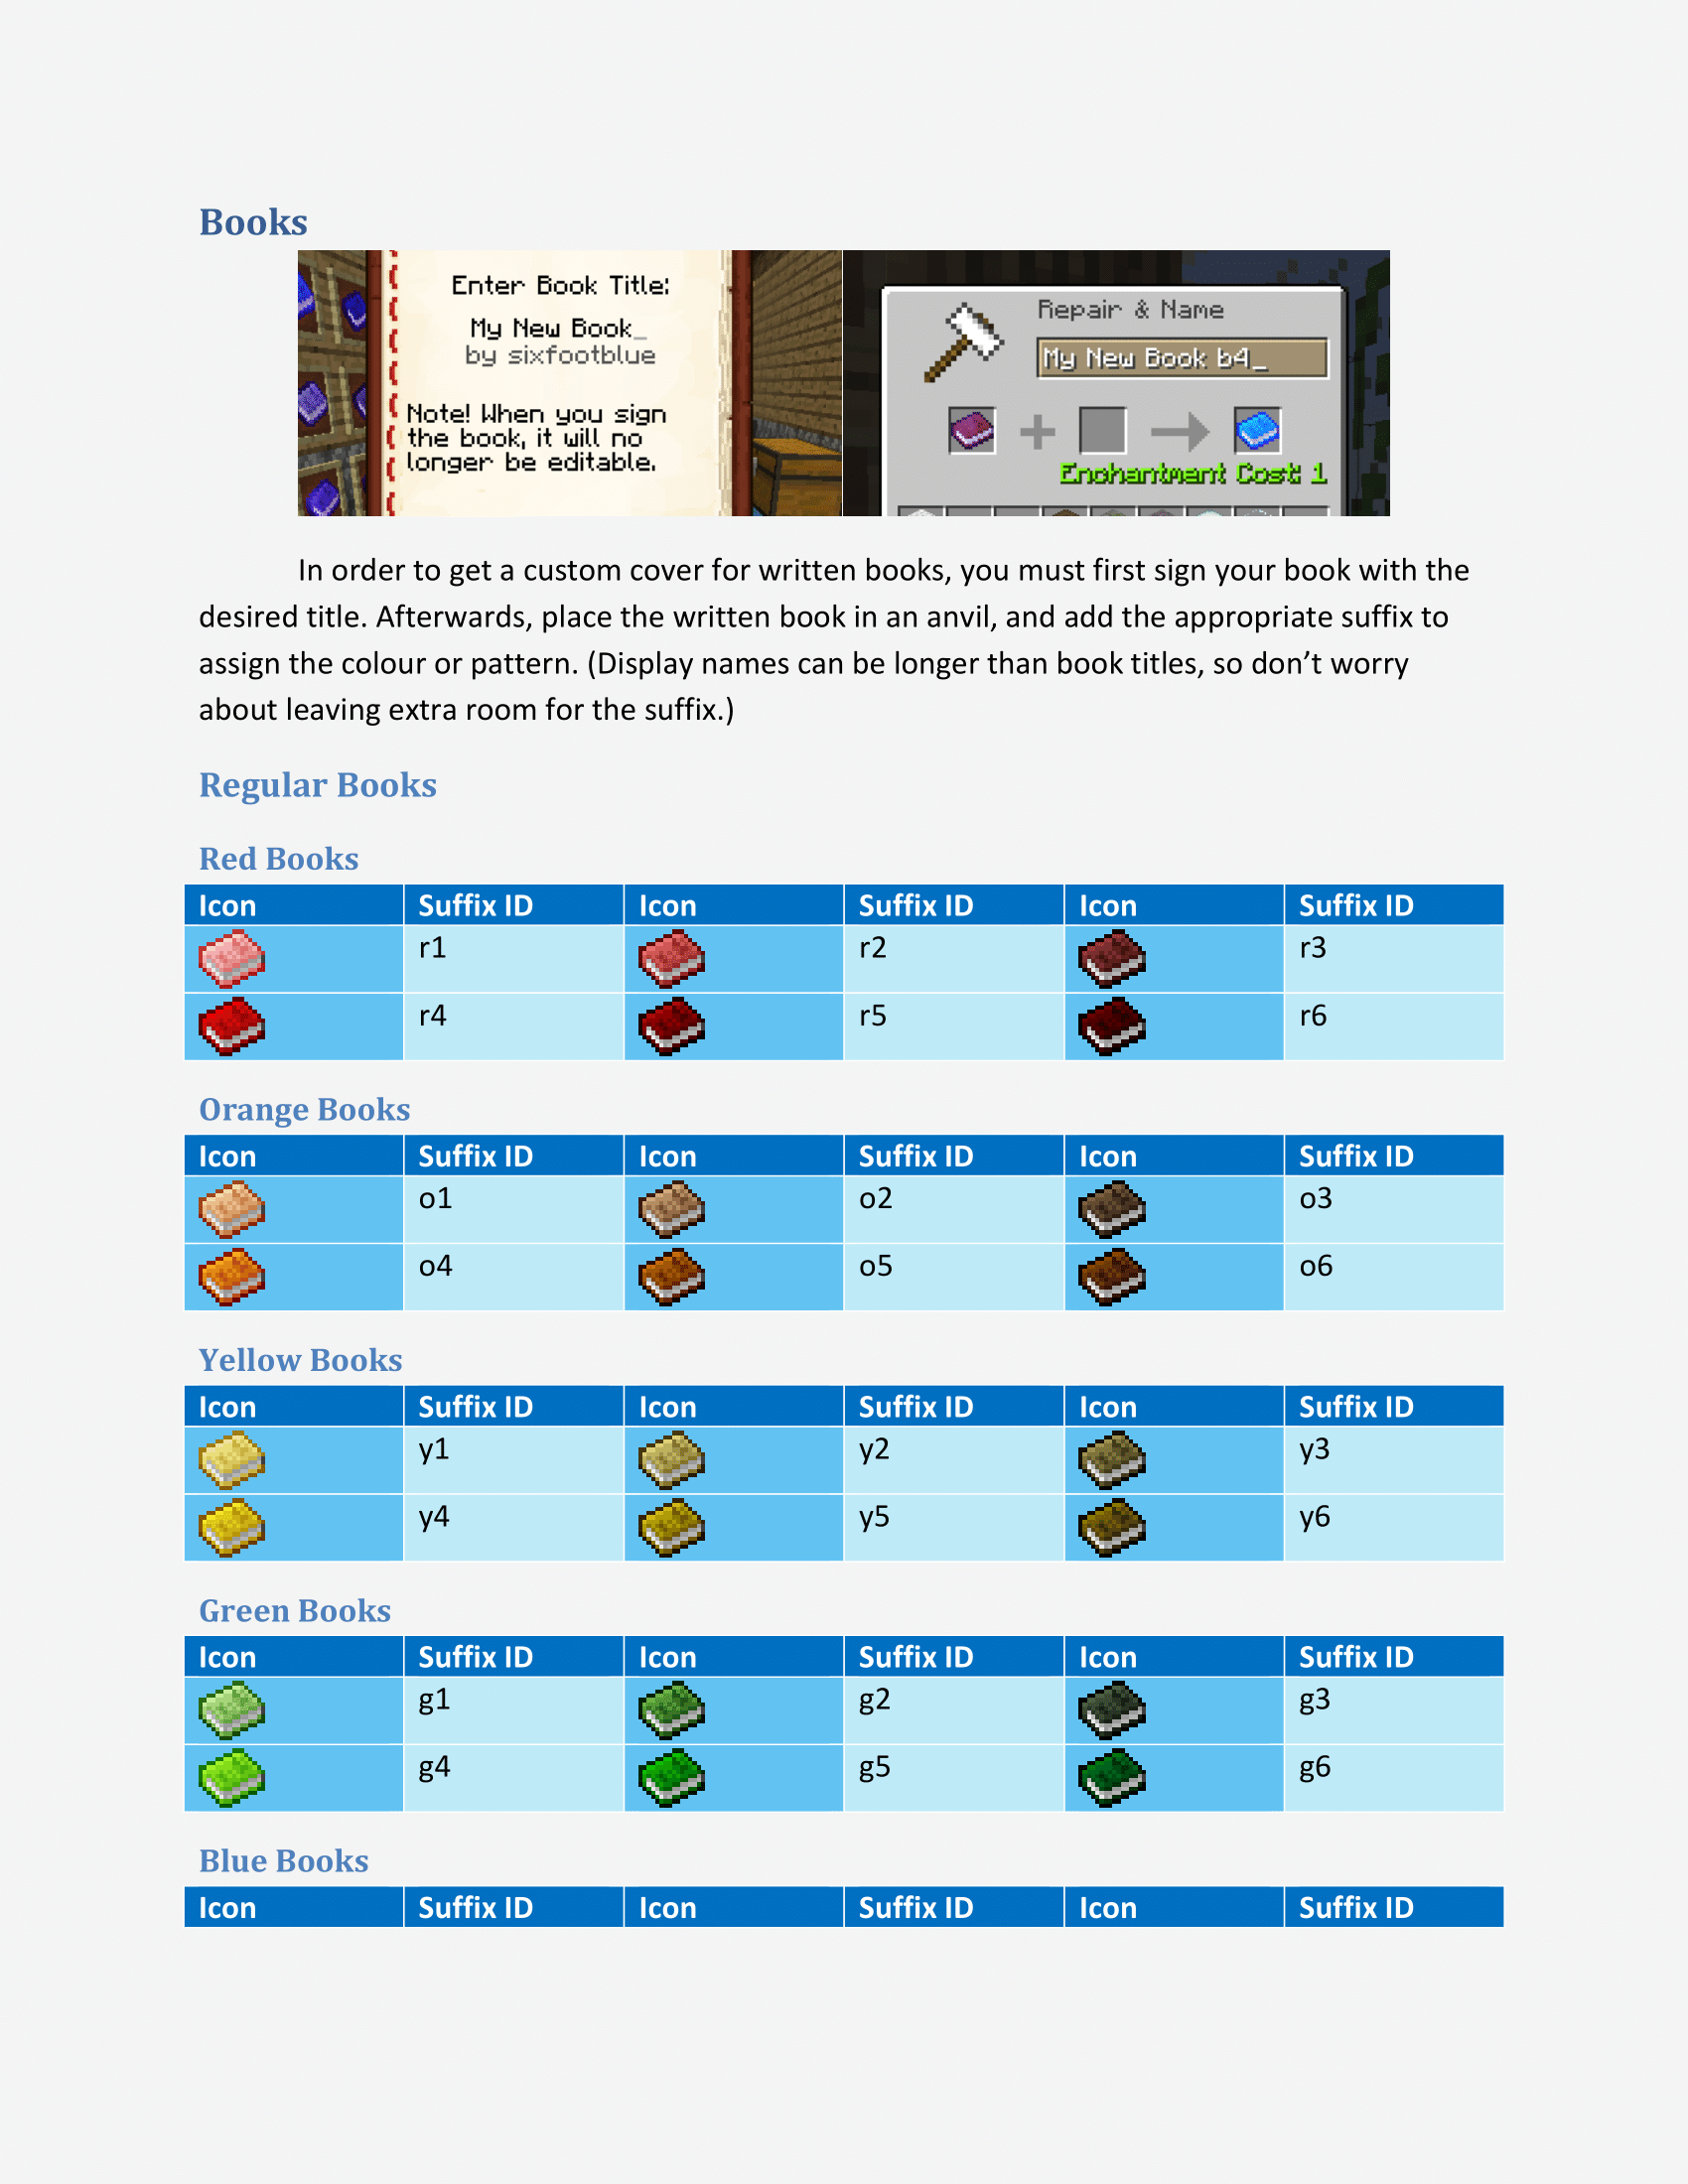 Books
Enter Book Title:
My New Book_
by sixfootblue
Note! When you sign
the book, it will no
longer be editable.
Repair & Name
My New Book b4_
Enchantment Cost: 1
In order to get a custom cover for written books, you must first sign your book with the
desired title. Afterwards, place the written book in an anvil, and add the appropriate suffix to
assign the colour or pattern. (Display names can be longer than book titles, so don’t worry
about leaving extra room for the suffix.)
Regular Books
Red Books
Icon Suffix ID Icon Suffix ID Icon Suffix ID
r1 r2 r3
r4 r5 r6
Orange Books
Icon Suffix ID Icon Suffix ID Icon Suffix ID
o1 o2 o3
o4 o5 o6
Yellow Books
Icon Suffix ID Icon Suffix ID Icon Suffix ID
y1 y2 y3
y4 y5 y6
Green Books
Icon Suffix ID Icon Suffix ID Icon Suffix ID
g1 g2 g3
g4 g5 g6
Blue Books
Icon Suffix ID Icon Suffix ID Icon Suffix ID